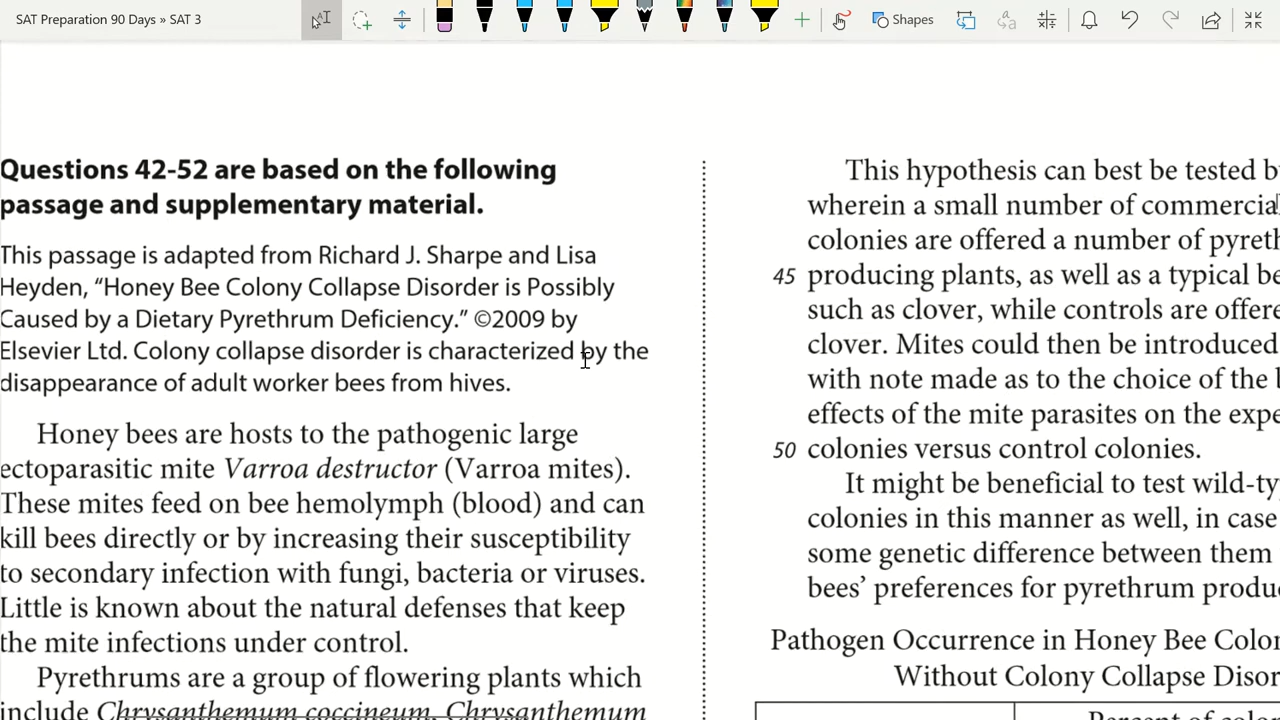 SAT Preparation 90 Days » SAT 3
Shapes
Questions 42-52 are based on the following
passage and supplementary material.
This passage is adapted from Richard J. Sharpe and Lisa
Heyden, “Honey Bee Colony Collapse Disorder is Possibly
Caused by a Dietary Pyrethrum Deficiency.” ©2009 by
Elsevier Ltd. Colony collapse disorder is characterized by the
disappearance of adult worker bees from hives.
Honey bees are hosts to the pathogenic large
ectoparasitic mite Varroa destructor (Varroa mites).
These mites feed on bee hemolymph (blood) and can
kill bees directly or by increasing their susceptibility
to secondary infection with fungi, bacteria or viruses.
Little is known about the natural defenses that keep
the mite infections under control.
Pyrethrums are a group of flowering plants which
include Chrysanthemum coccineum, Chrysanthemum
This hypothesis can best be tested
wherein a small number of
colonies are offered a number of
45 producing plants, as well as a typical
such as clover, while controls are
clover. Mites could then be introduced
with note made as to the choice of the
effects of the mite parasites on the
50 colonies versus control colonies.
It might be beneficial to test
colonies in this manner as well, in case
some genetic difference between them
bees’ preferences for pyrethrum
Pathogen Occurrence in Honey Bee
Without Colony Collapse
Percent of